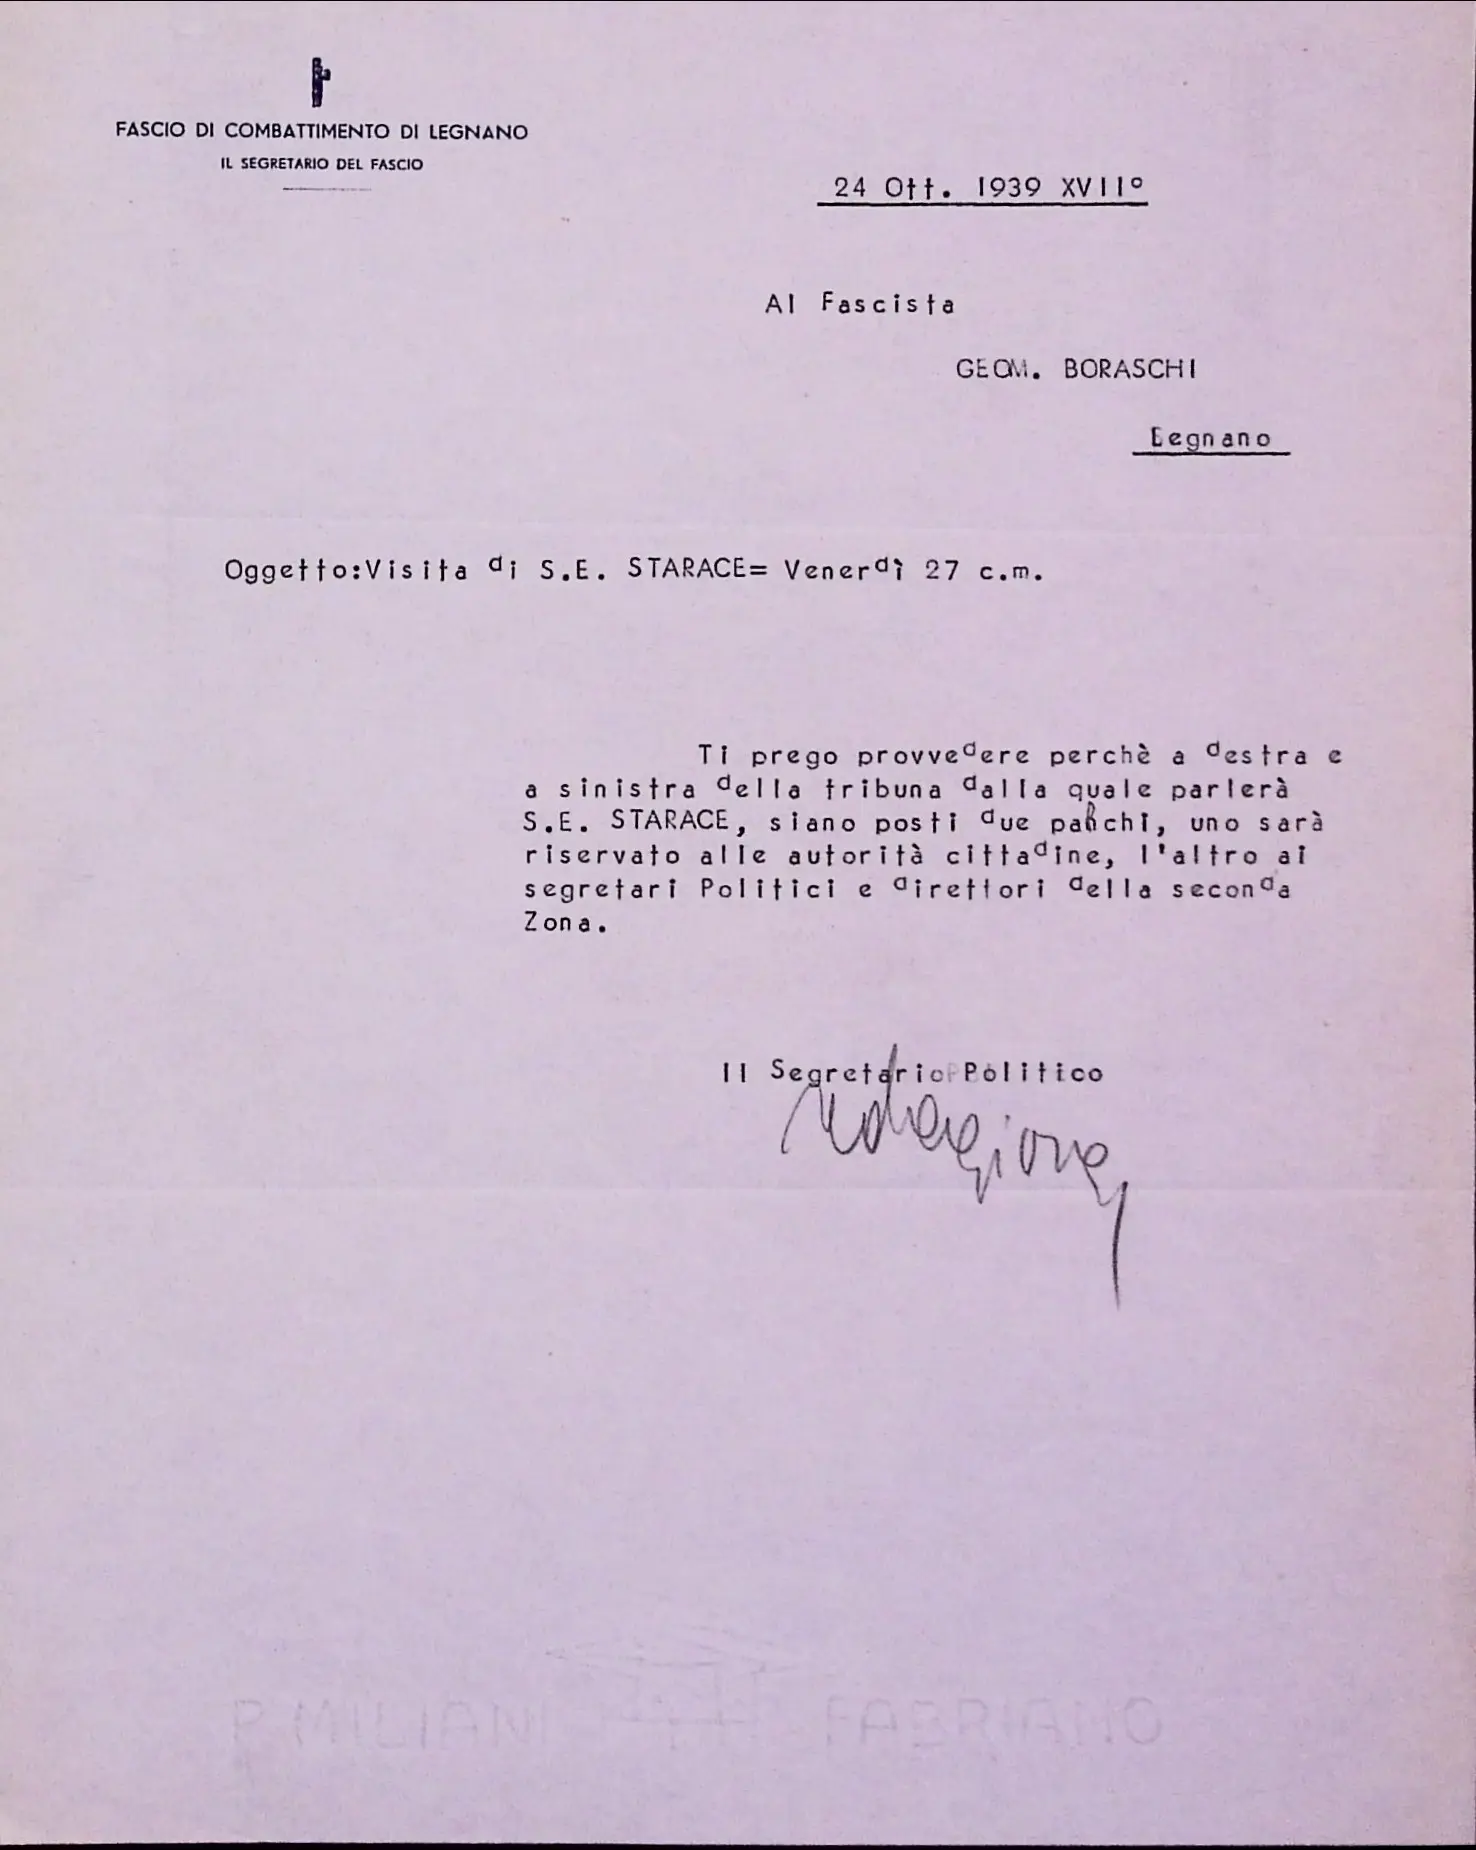 FASCIO DI COMBATTIMENTO DI LEGNANO
IL SEGRETARIO DEL FASCIO
24 Ott. 1939 XVII°
Al Fascista
GEOM. BORASCHI
Legnano
Oggetto:Visita di S.E. STARACE= Venerdì 27 c.m.
Ti prego provvedere perchè a destra e
a sinistra della tribuna dalla quale parlerà
S.E. STARACE, siano posti due palchi, uno sarà
riservato alle autorità cittadine, l'altro ai
segretari Politici e direttori della seconda
Zona.
Il Segretario Politico
P. MILIANI FABRIANO